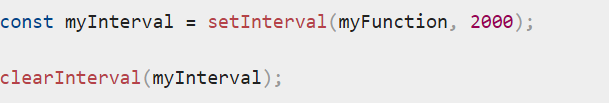 const myInterval = setInterval(myFunction, 2000);
clearInterval(myInterval);